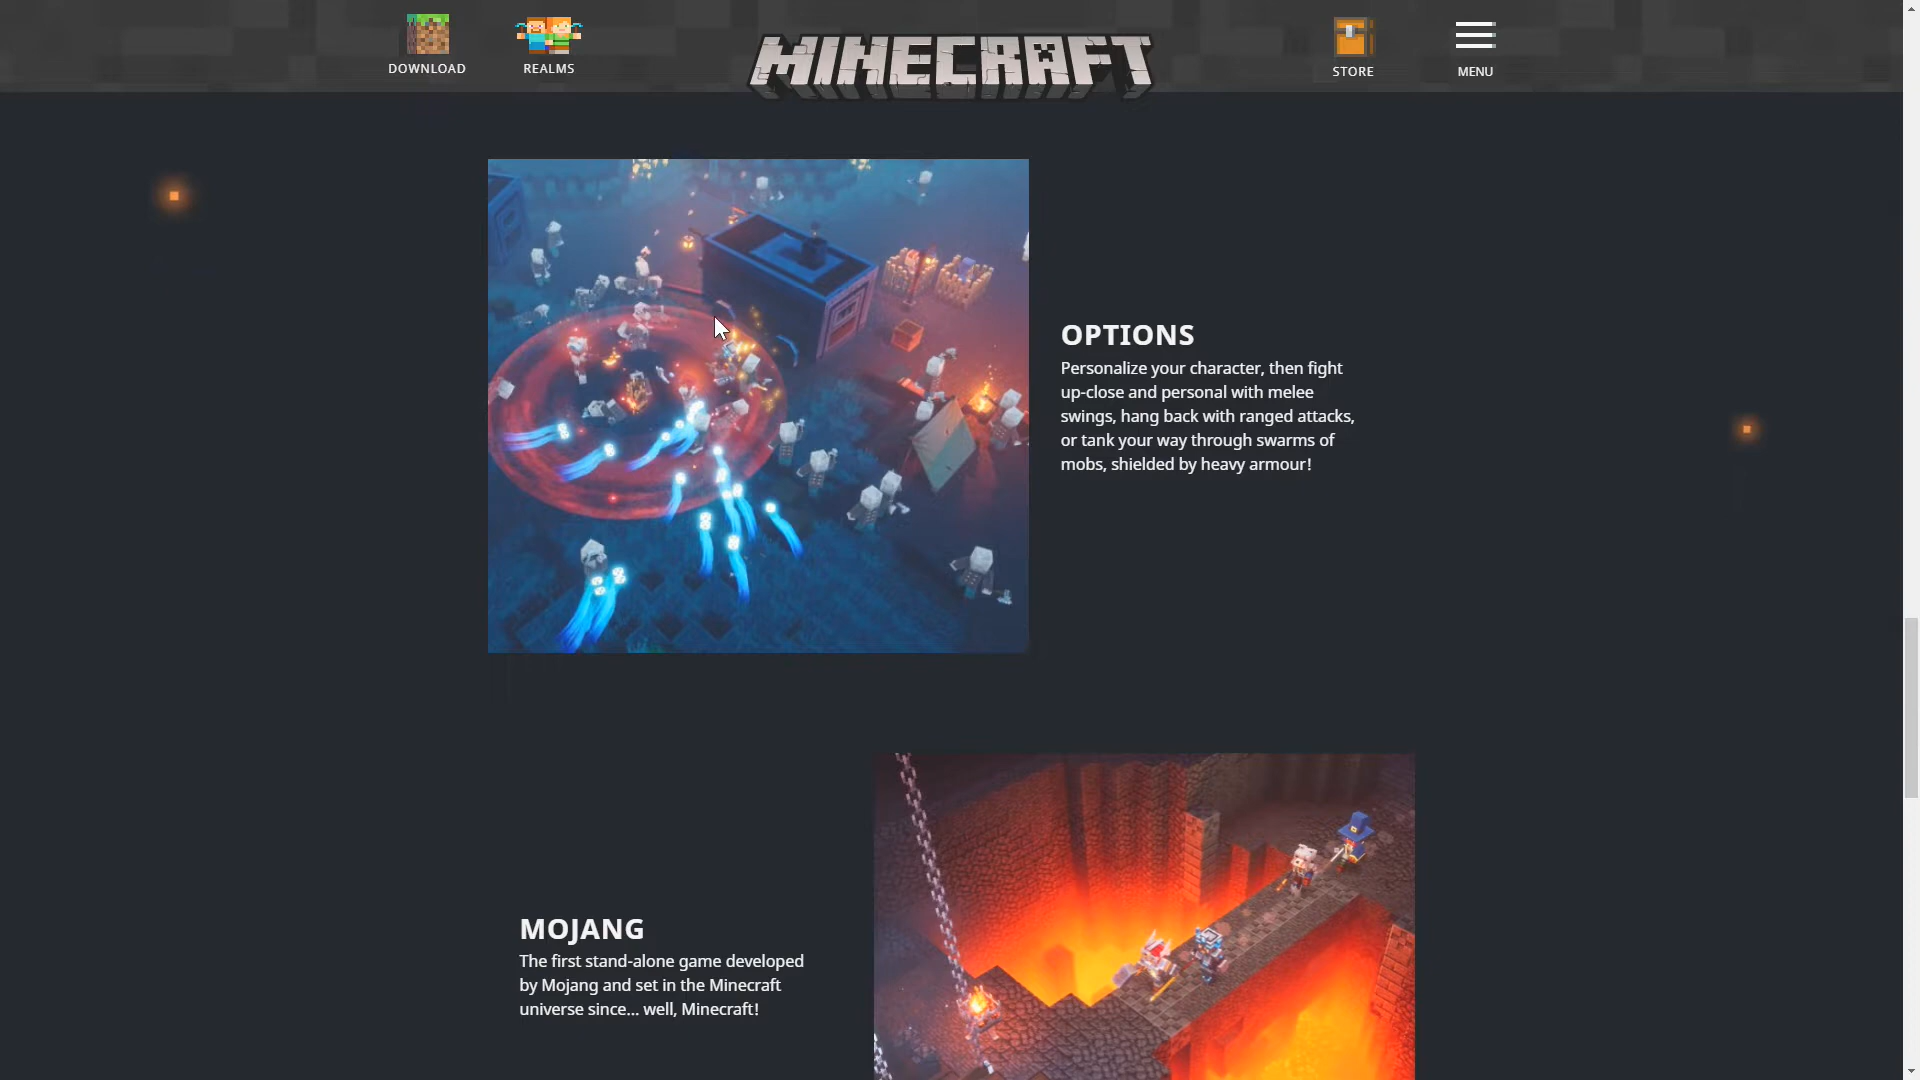 DOWNLOAD
REALMS
MINECRAFT
STORE
MENU
OPTIONS
Personalize your character, then fight
up-close and personal with melee
swings, hang back with ranged attacks,
or tank your way through swarms of
mobs, shielded by heavy armour!
MOJANG
The first stand-alone game developed
by Mojang and set in the Minecraft
universe since... well, Minecraft!